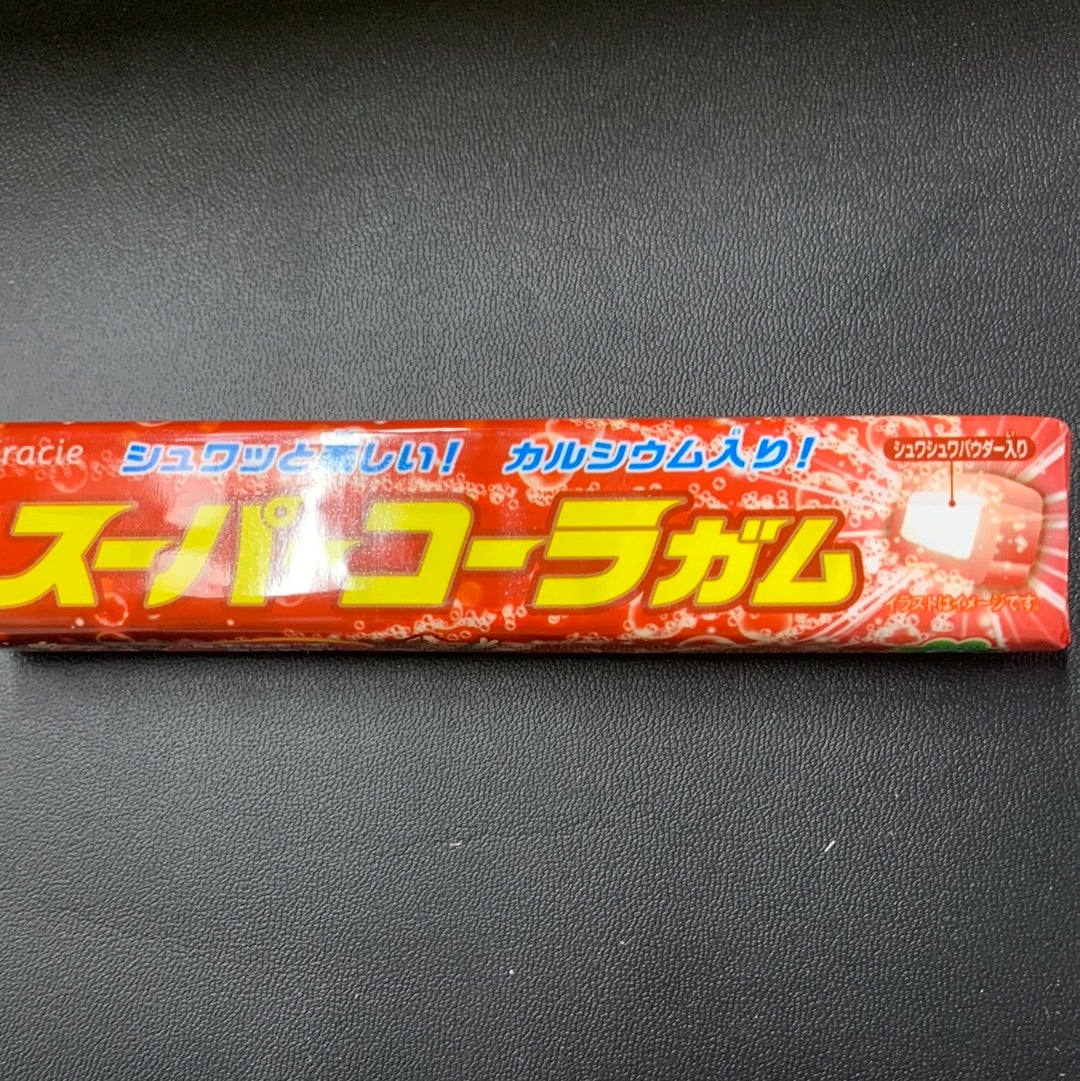 racie
シュワッと楽しい! カルシウム入り!
スーパーコーラガム
シュワシュワパウダー入り
イラストはイメージです。